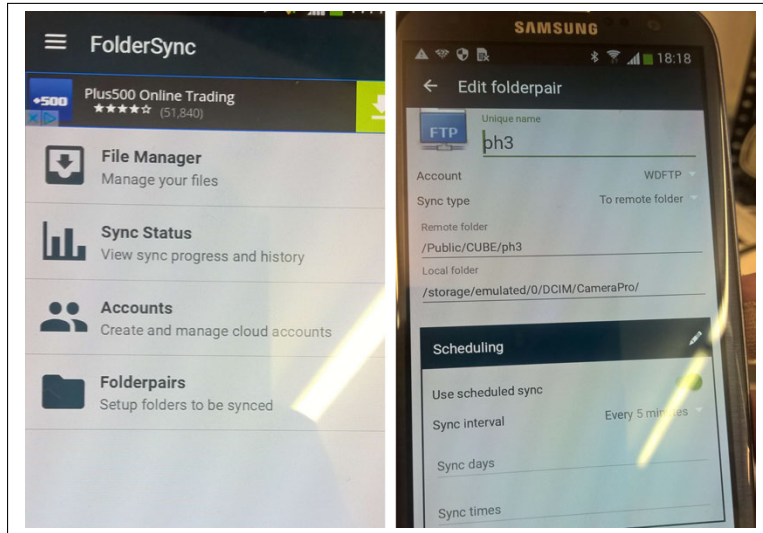 FolderSync
Plus500 Online Trading
+500
(51,840)
File Manager
Manage your files
Sync Status
View sync progress and history
Accounts
Create and manage cloud accounts
Folderpairs
Setup folders to be synced
SAMSUNG
18:18
Edit folderpair
Unique name
FTP
ph3
Account WDFTP
Sync type To remote folder
Remote folder
/Public/CUBE/ph3
Local folder
/storage/emulated/0/DCIM/CameraPro/
Scheduling
Use scheduled sync
Sync interval Every 5 minutes
Sync days
Sync times